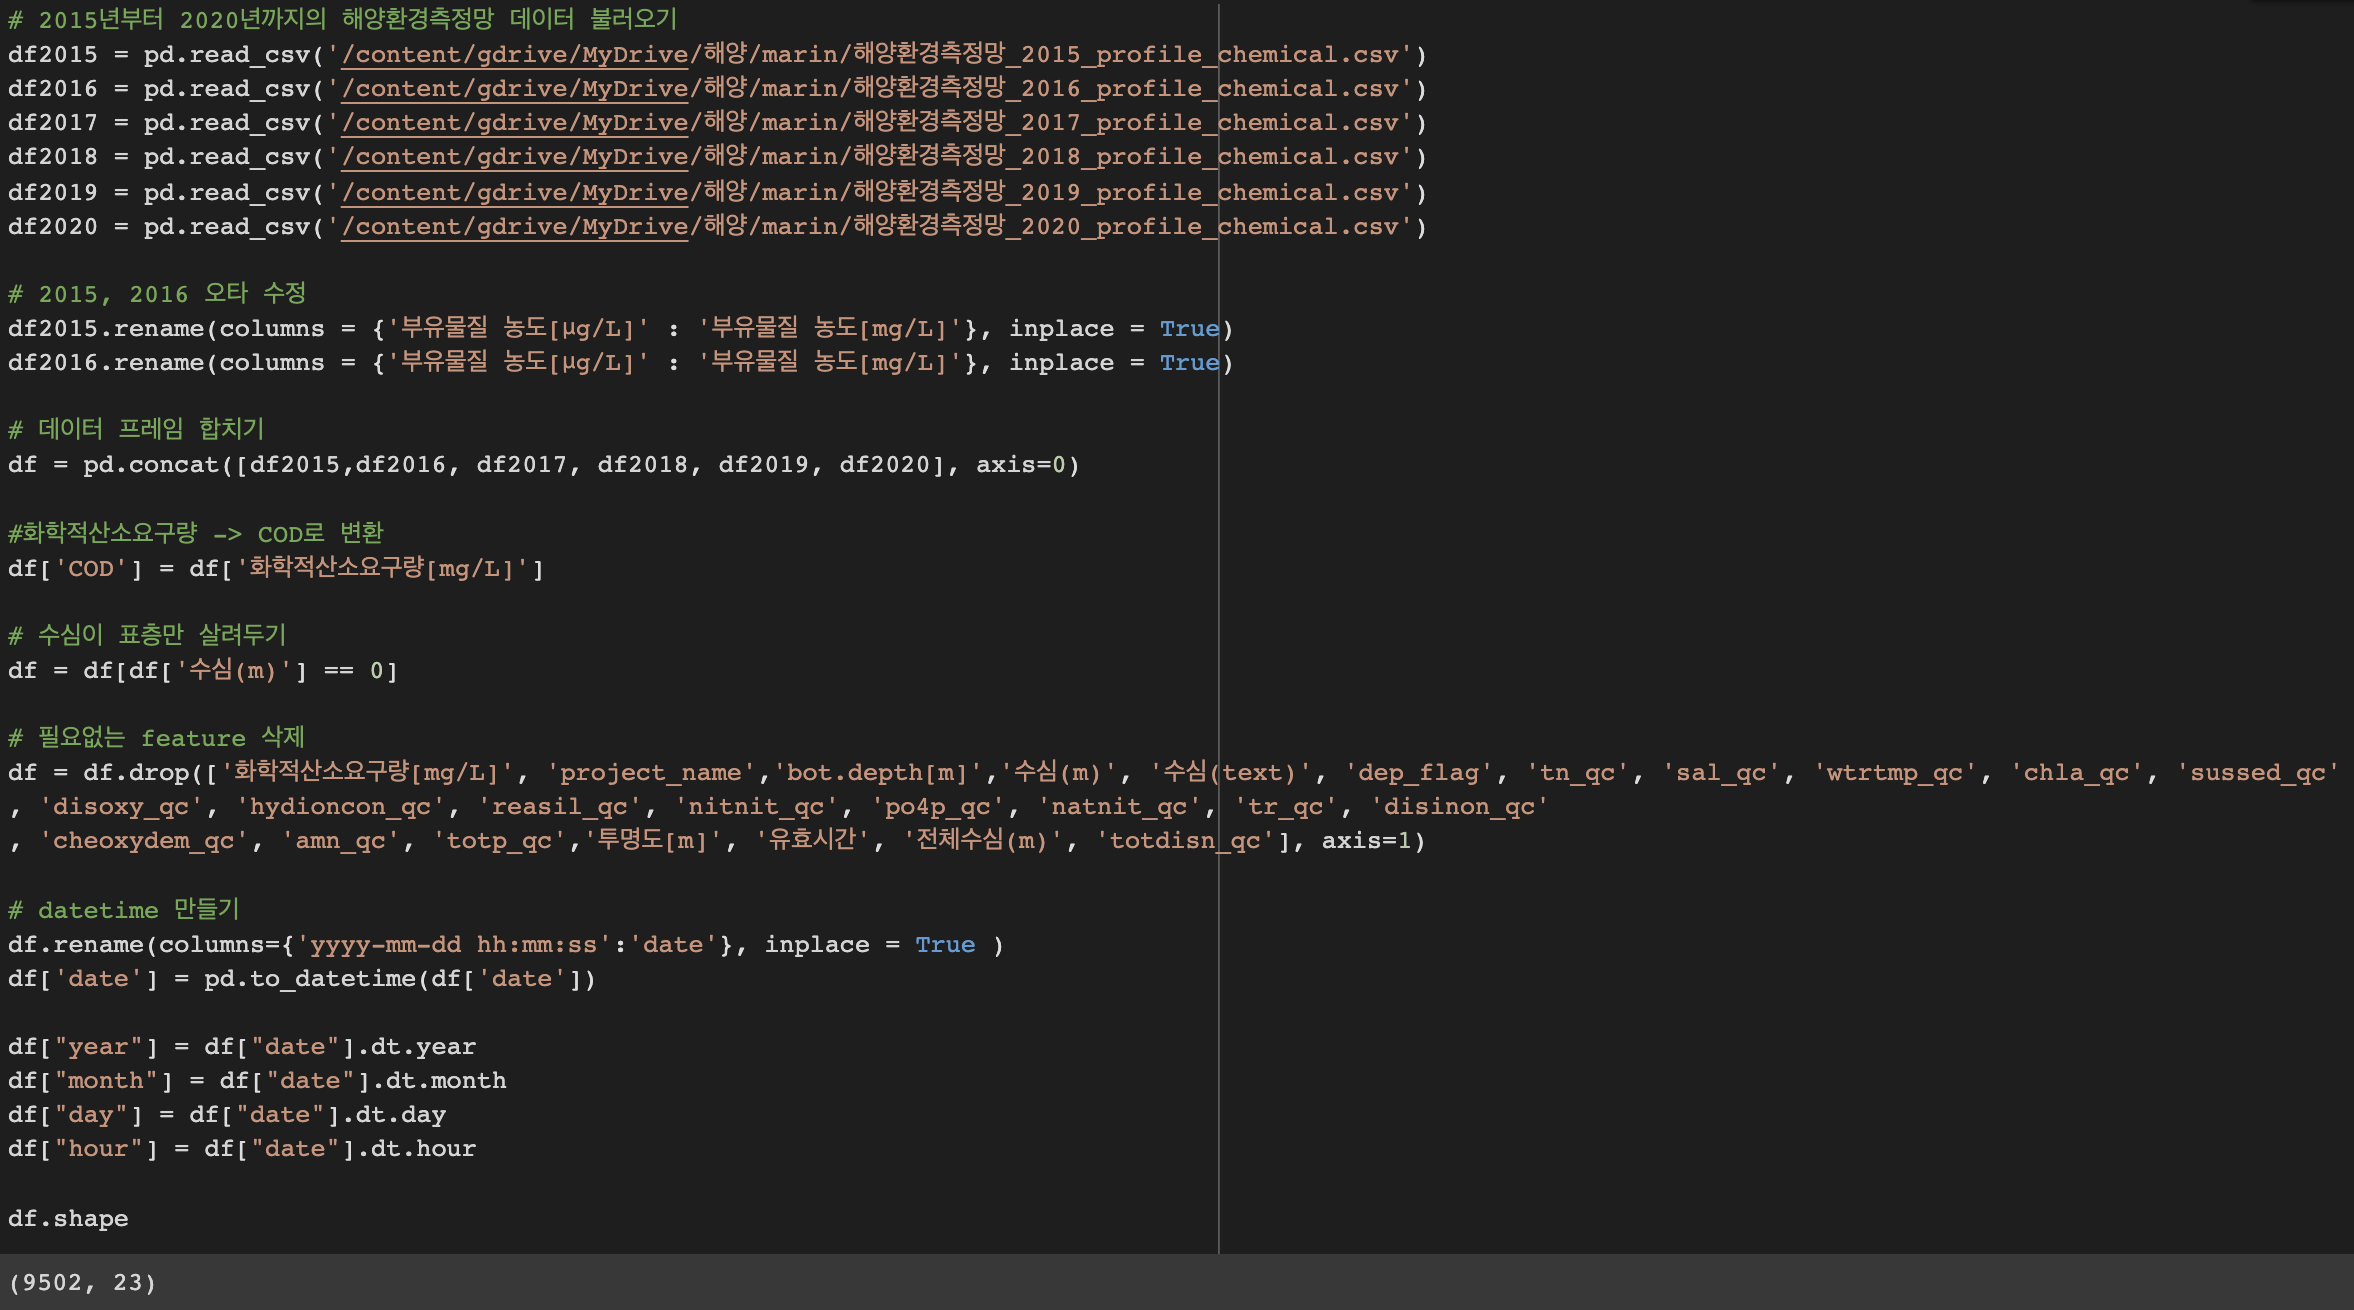 # 2015년부터 2020년까지의 해양환경측정망 데이터 불러오기
df2015 = pd.read_csv('/content/gdrive/MyDrive/해양/marin/해양환경측정망_2015_profile_chemical.csv')
df2016 = pd.read_csv('/content/gdrive/MyDrive/해양/marin/해양환경측정망_2016_profile_chemical.csv')
df2017 = pd.read_csv('/content/gdrive/MyDrive/해양/marin/해양환경측정망_2017_profile_chemical.csv')
df2018 = pd.read_csv('/content/gdrive/MyDrive/해양/marin/해양환경측정망_2018_profile_chemical.csv')
df2019 = pd.read_csv('/content/gdrive/MyDrive/해양/marin/해양환경측정망_2019_profile_chemical.csv')
df2020 = pd.read_csv('/content/gdrive/MyDrive/해양/marin/해양환경측정망_2020_profile_chemical.csv')
# 2015, 2016 오타 수정
df2015.rename(columns = {'부유물질 농도[μg/L]' : '부유물질 농도[mg/L]'}, inplace = True)
df2016.rename(columns = {'부유물질 농도[μg/L]' : '부유물질 농도[mg/L]'}, inplace = True)
# 데이터 프레임 합치기
df = pd.concat([df2015,df2016, df2017, df2018, df2019, df2020], axis=0)
#화학적산소요구량 -> COD로 변환
df['COD'] = df['화학적산소요구량[mg/L]']
# 수심이 표층만 살려두기
df = df[df['수심(m)'] == 0]
# 필요없는 feature 삭제
df = df.drop(['화학적산소요구량[mg/L]', 'project_name','bot.depth[m]','수심(m)', '수심(text)', 'dep_flag', 'tn_qc', 'sal_qc', 'wtrtmp_qc', 'chla_qc', 'sussed_qc'
, 'disoxy_qc', 'hydioncon_qc', 'reasil_qc', 'nitnit_qc', 'po4p_qc', 'natnit_qc', 'tr_qc', 'disinon_qc'
, 'cheoxydem_qc', 'amn_qc', 'totp_qc','투명도[m]', '유효시간', '전체수심(m)', 'totdisn_qc'], axis=1)
# datetime 만들기
df.rename(columns={'yyyy-mm-dd hh:mm:ss':'date'}, inplace = True )
df['date'] = pd.to_datetime(df['date'])
df["year"] = df["date"].dt.year
df["month"] = df["date"].dt.month
df["day"] = df["date"].dt.day
df["hour"] = df["date"].dt.hour
df.shape
(9502, 23)